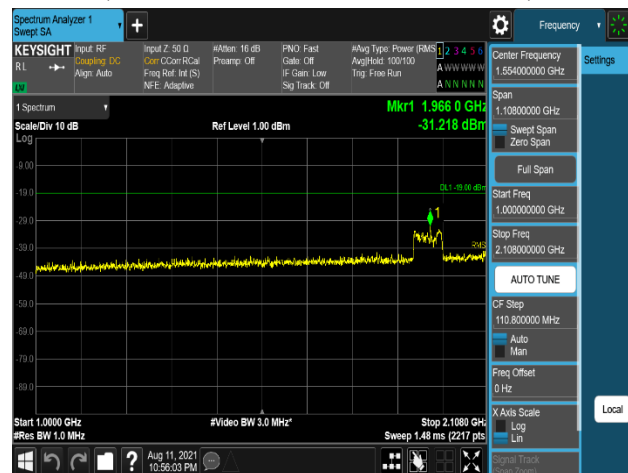 Spectrum Analyzer 1
Swept SA
+
Frequency
KEYSIGHT
RL
Input: RF
Coupling: DC
Align: Auto
Input Z: 50 Ω
Corr CCorr RCal
Freq Ref: Int (S)
NFE: Adaptive
#Atten: 16 dB
Preamp: Off
PNO: Fast
Gate: Off
IF Gain: Low
Sig Track: Off
#Avg Type: Power (RMS
Avg|Hold: 100/100
Trig: Free Run
1 2 3 4 5 6
A W W W W W
A N N N N N
1 Spectrum
Scale/Div 10 dB
Log
Ref Level 1.00 dBm
Mkr1 1.966 0 GHz
-31.218 dBm
-9.00
-19.0
-29.0
-39.0
-49.0
-59.0
-69.0
-79.0
-89.0
DL1 -19.00 dBm
1
RMS
Start 1.0000 GHz
#Res BW 1.0 MHz
#Video BW 3.0 MHz*
Stop 2.1080 GHz
Sweep 1.48 ms (2217 pts
?
Aug 11, 2021
10:56:03 PM
Center Frequency
1.554000000 GHz
Span
1.10800000 GHz
Swept Span
Zero Span
Full Span
Start Freq
1.000000000 GHz
Stop Freq
2.108000000 GHz
AUTO TUNE
CF Step
110.800000 MHz
Auto
Man
Freq Offset
0 Hz
X Axis Scale
Log
Lin
Signal Track
(Span Zoom)
Settings
Local